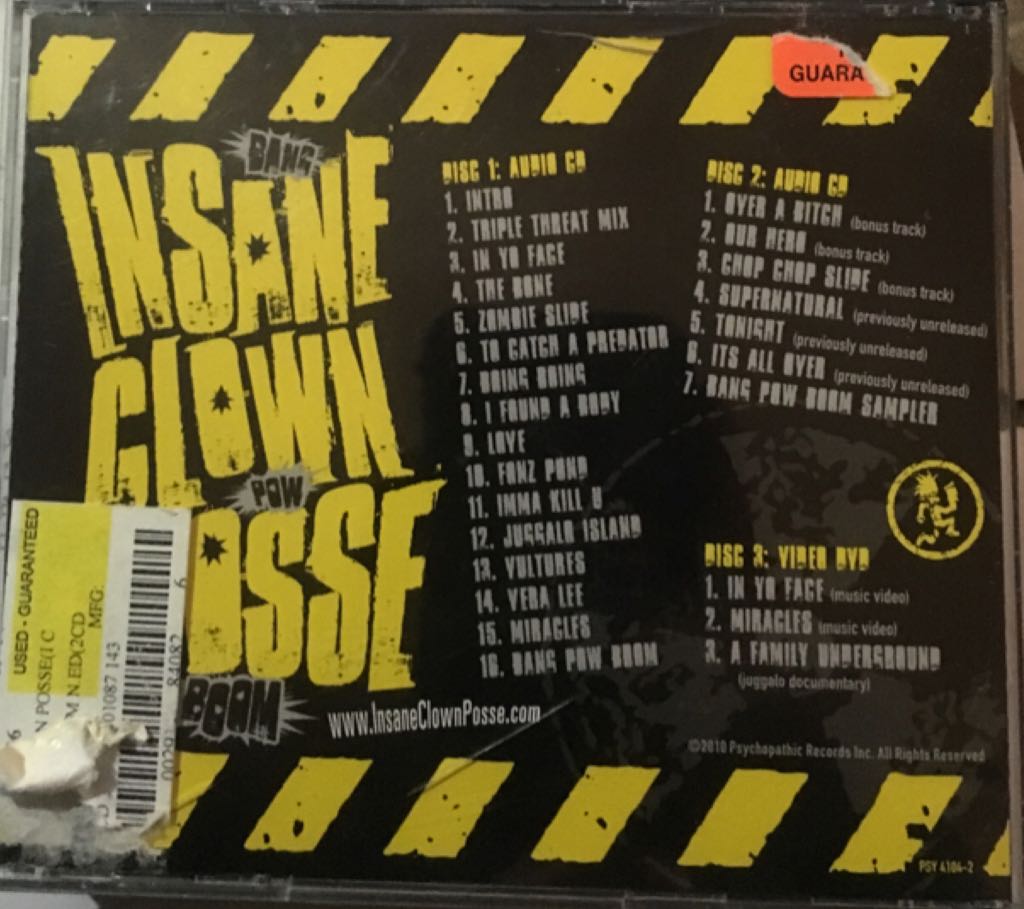 GUARA
BANG
INSANE
CLOWN
POW
OSSE
BOOM
www.InsaneClownPosse.com
DISC 1: AUDIO CD
1. INTRO
2. TRIPLE THREAT MIX
3. IN YO FACE
4. THE BONE
5. ZOMBIE SLIDE
6. TO CATCH A PREDATOR
7. BOING BOING
8. I FOUND A BODY
9. LOVE
10. FONZ POND
11. IMMA KILL U
12. JUGGALO ISLAND
13. VULTURES
14. VERA LEE
15. MIRACLES
16. BANG POW BOOM
DISC 2: AUDIO CD
1. OVER A BITCH (bonus track)
2. OUR HERO (bonus track)
3. CHOP CHOP SLIDE (bonus track)
4. SUPERNATURAL (previously unreleased)
5. TONIGHT (previously unreleased)
6. ITS ALL OVER (previously unreleased)
7. BANG POW BOOM SAMPLER
DISC 3: VIDEO DVD
1. IN YO FACE (music video)
2. MIRACLES (music video)
3. A FAMILY UNDERGROUND
(juggalo documentary)
©2010 Psychopathic Records Inc. All Rights Reserved
PSY 4104-2
USED - GUARANTEED
N POSSE(I C
M N.ED(2CD
MFG:
01087 143
84082 6